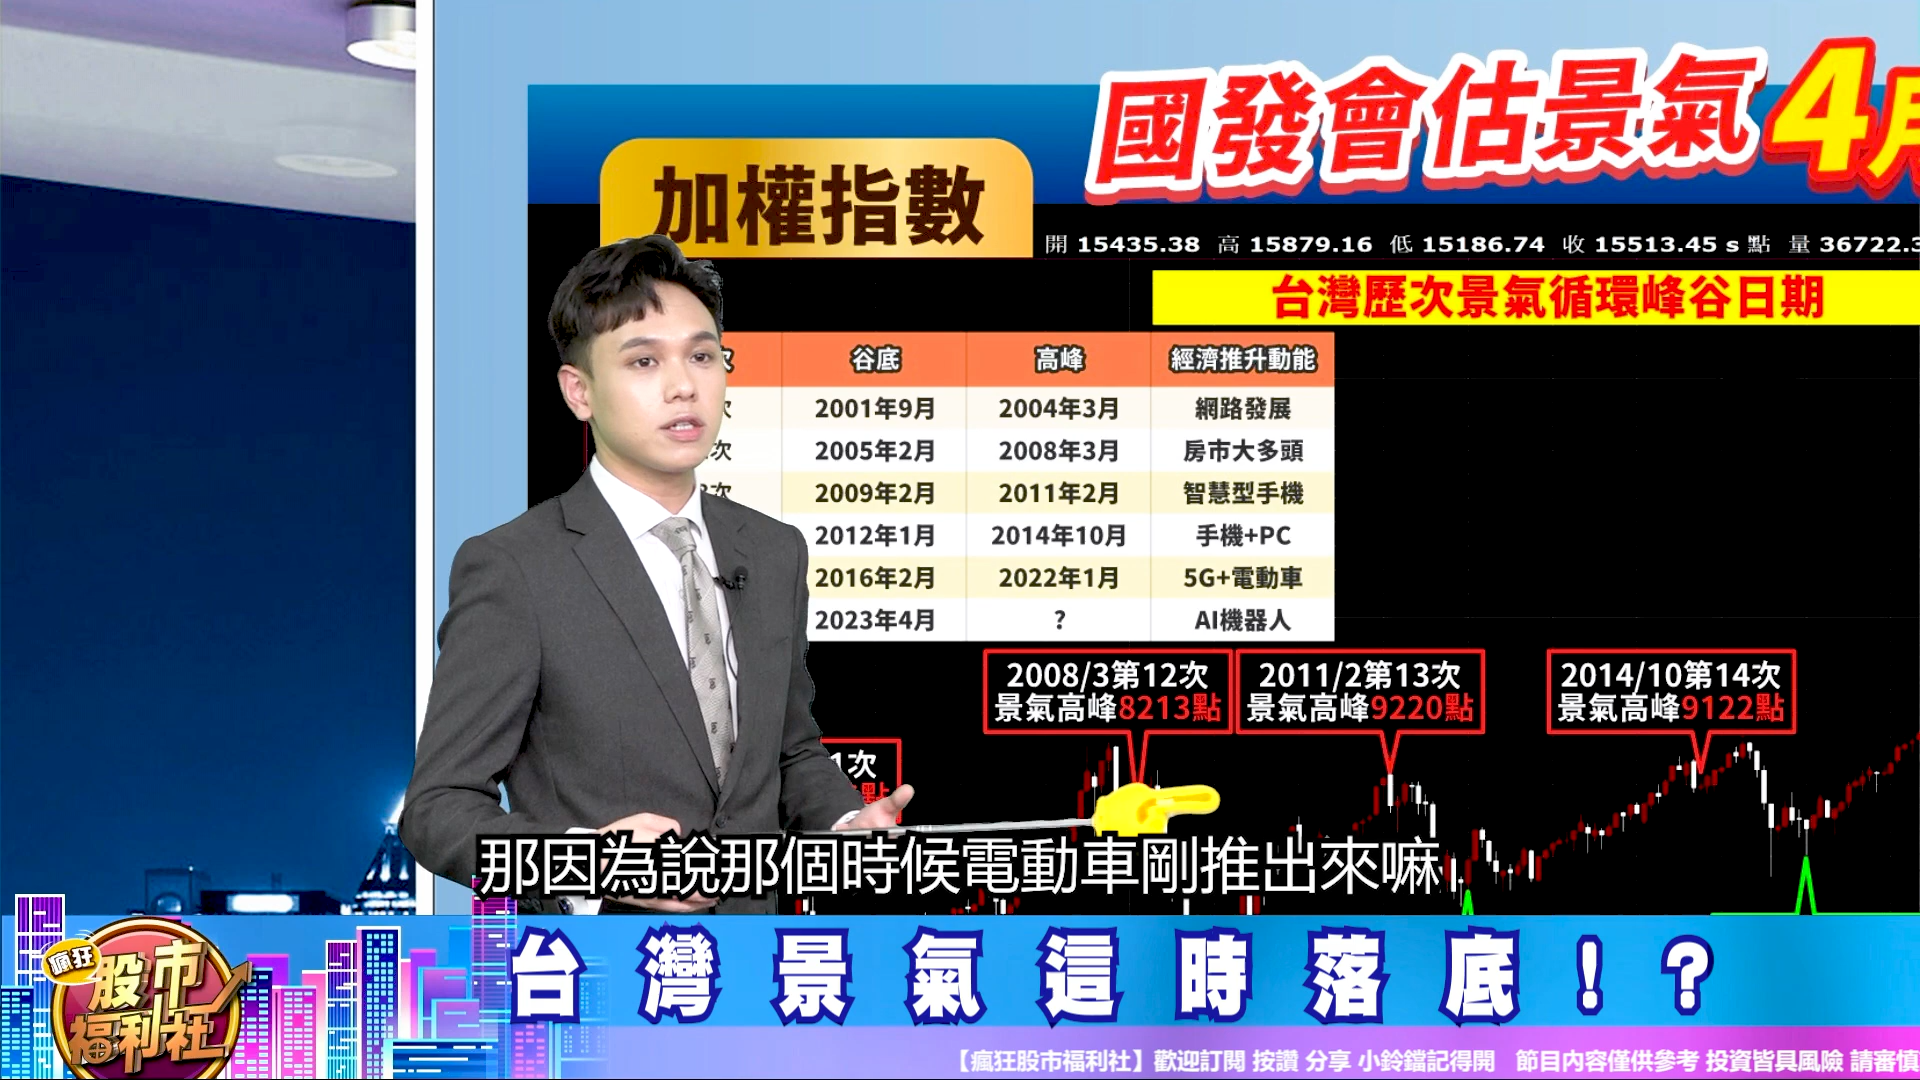 國發會估景氣4月
加權指數
開 15435.38 高 15879.16 低 15186.74 收 15513.45 s 點 量 36722.3
台灣歷次景氣循環峰谷日期
次 谷底 高峰 經濟推升動能
次 2001年9月 2004年3月 網路發展
次 2005年2月 2008年3月 房市大多頭
次 2009年2月 2011年2月 智慧型手機
2012年1月 2014年10月 手機+PC
2016年2月 2022年1月 5G+電動車
2023年4月 ? AI機器人
2008/3第12次
景氣高峰8213點
2011/2第13次
景氣高峰9220點
2014/10第14次
景氣高峰9122點
1次
點
那因為說那個時候電動車剛推出來嘛
台灣景氣這時落底!?
瘋狂
股市
福利社
【瘋狂股市福利社】歡迎訂閱 按讚 分享 小鈴鐺記得開 節目內容僅供參考 投資皆具風險 請審慎